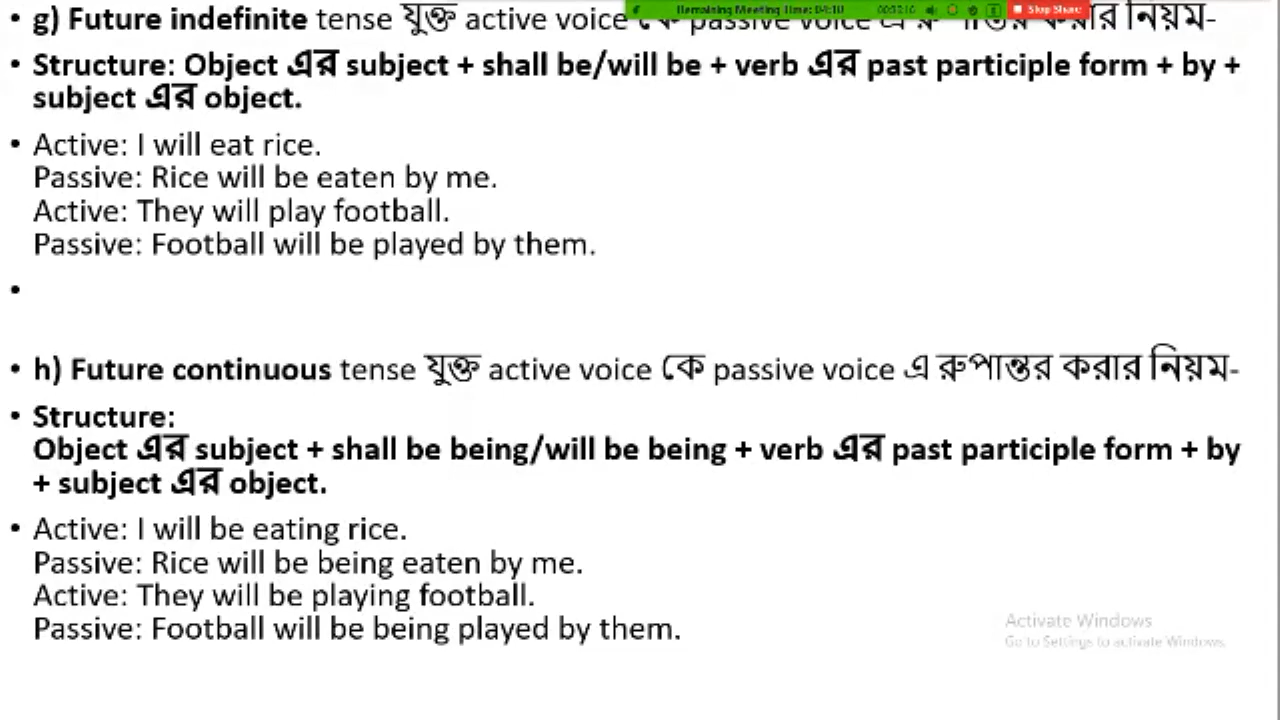 • g) Future indefinite tense যুক্ত active voice কে passive voice এ রুপান্তর করার নিয়ম-
Remaining Meeting Time: 04:10
Stop Share
• Structure: Object এর subject + shall be/will be + verb এর past participle form + by +
subject এর object.
• Active: I will eat rice.
Passive: Rice will be eaten by me.
Active: They will play football.
Passive: Football will be played by them.
•
• h) Future continuous tense যুক্ত active voice কে passive voice এ রুপান্তর করার নিয়ম-
• Structure:
Object এর subject + shall be being/will be being + verb এর past participle form + by
+ subject এর object.
• Active: I will be eating rice.
Passive: Rice will be being eaten by me.
Active: They will be playing football.
Passive: Football will be being played by them.
Activate Windows
Go to Settings to activate Windows.